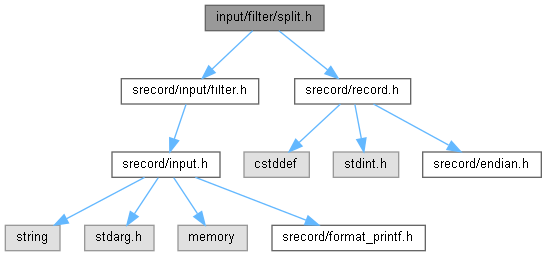 input/filter/split.h
srecord/input/filter.h
srecord/record.h
srecord/input.h
cstddef
stdint.h
srecord/endian.h
string
stdarg.h
memory
srecord/format_printf.h